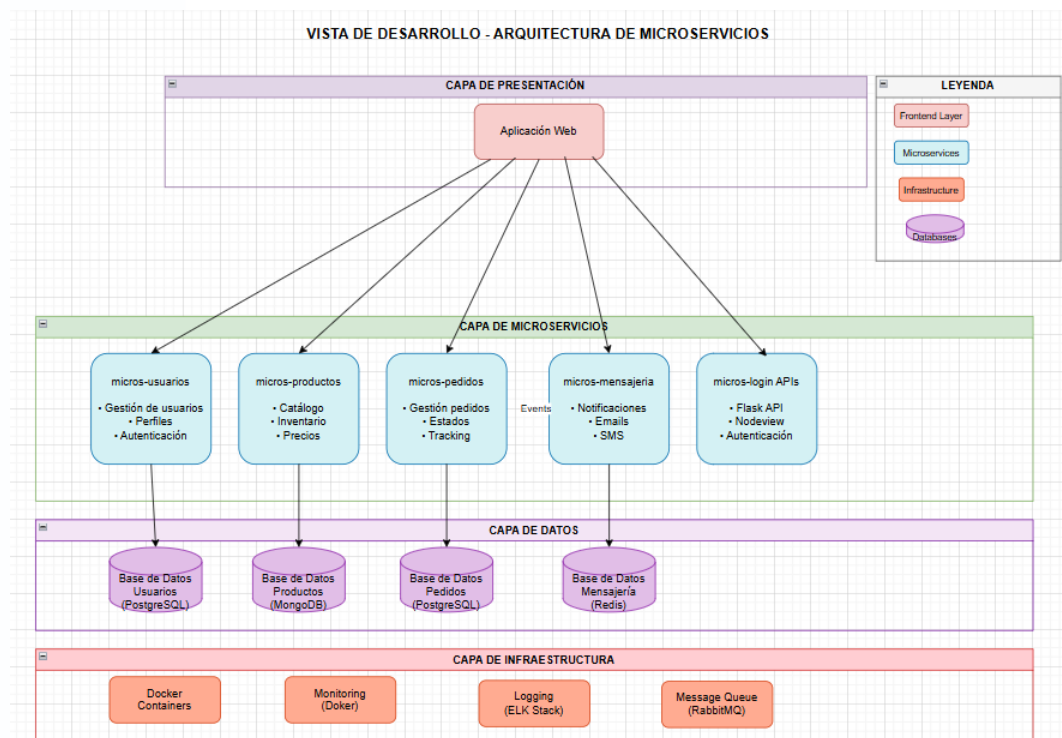 VISTA DE DESARROLLO - ARQUITECTURA DE MICROSERVICIOS
CAPA DE PRESENTACIÓN
Aplicación Web
LEYENDA
Frontend Layer
Microservices
Infrastructure
Databases
CAPA DE MICROSERVICIOS
micros-usuarios
• Gestión de usuarios
• Perfiles
• Autenticación
micros-productos
• Catálogo
• Inventario
• Precios
micros-pedidos
• Gestión pedidos
• Estados
• Tracking
Events
micros-mensajeria
• Notificaciones
• Emails
• SMS
micros-login APIs
• Flask API
• Nodeview
• Autenticación
CAPA DE DATOS
Base de Datos
Usuarios
(PostgreSQL)
Base de Datos
Productos
(MongoDB)
Base de Datos
Pedidos
(PostgreSQL)
Base de Datos
Mensajería
(Redis)
CAPA DE INFRAESTRUCTURA
Docker
Containers
Monitoring
(Doker)
Logging
(ELK Stack)
Message Queue
(RabbitMQ)